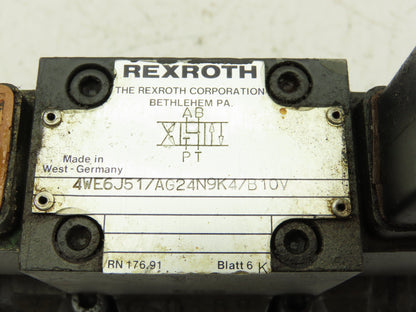 REXROTH
THE REXROTH CORPORATION
BETHLEHEM PA.
AB
PT
Made in
West-Germany
4WE6J51/AG24N9K4/B10V
RN 176.91 Blatt 6 K